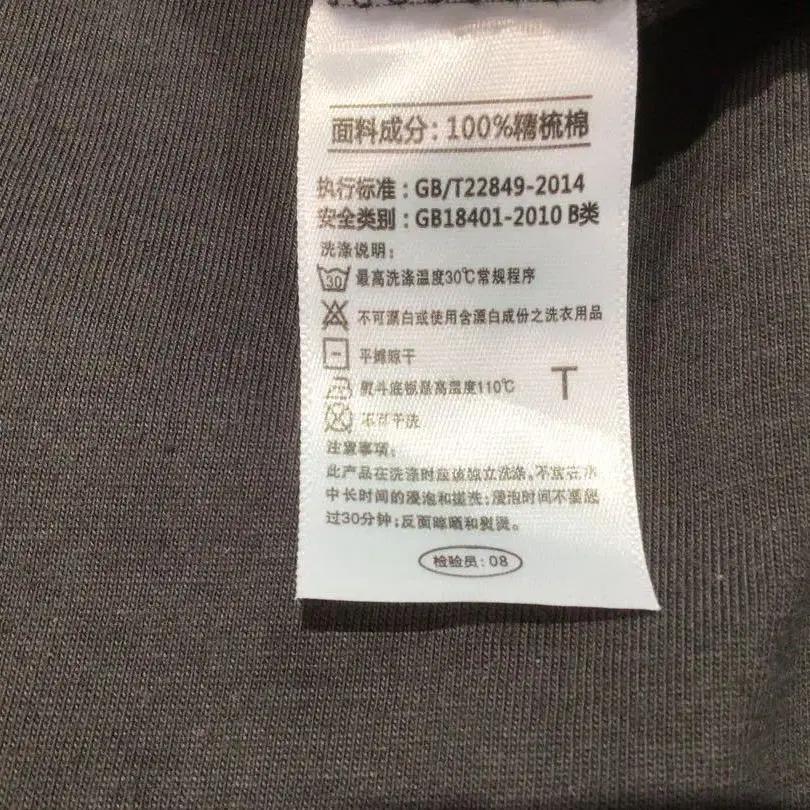 面料成分:100%精梳棉
执行标准:GB/T22849-2014
安全类别:GB18401-2010 B类
洗涤说明:
30 最高洗涤温度30℃常规程序
不可漂白或使用含漂白成份之洗衣用品
平摊晾干
熨斗底板最高温度110℃
T
不可干洗
注意事项:
此产品在洗涤时应该独立洗涤,不宜在水
中长时间的浸泡和搓洗;浸泡时间不要超
过30分钟;反面晾晒和熨烫。
检验员:08